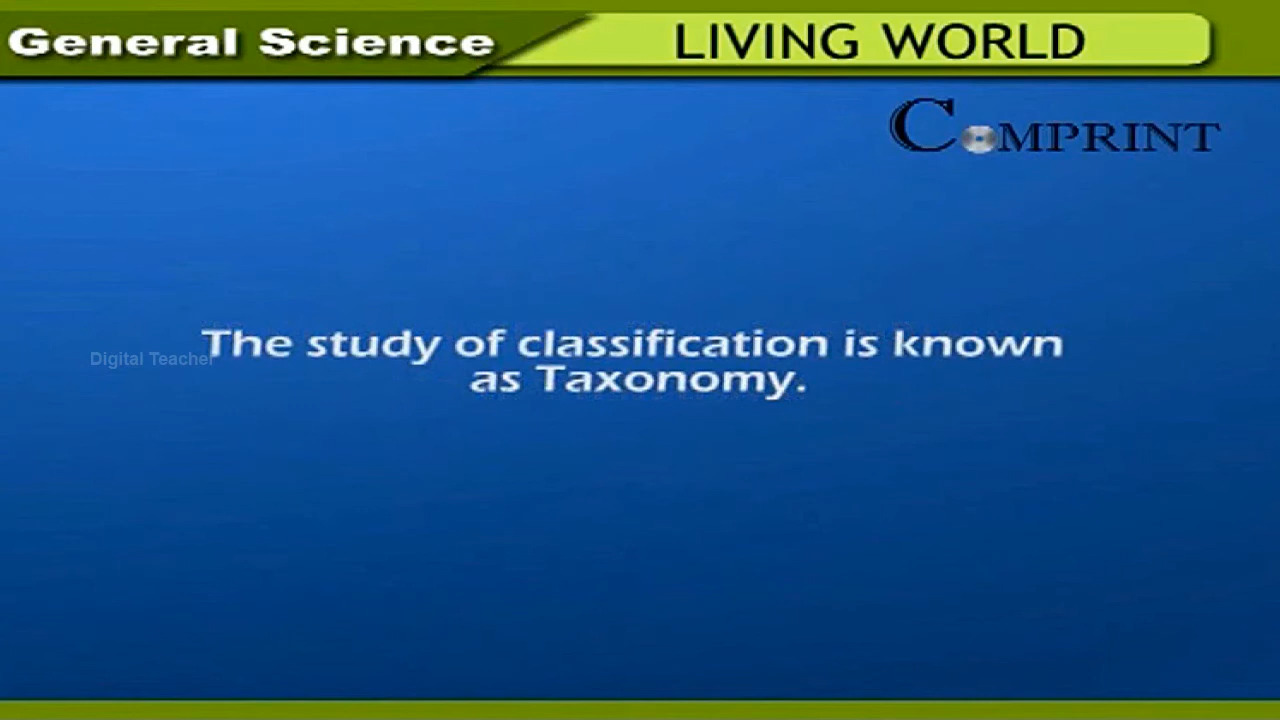 General Science
LIVING WORLD
COMPRINT
Digital Teacher
The study of classification is known
as Taxonomy.